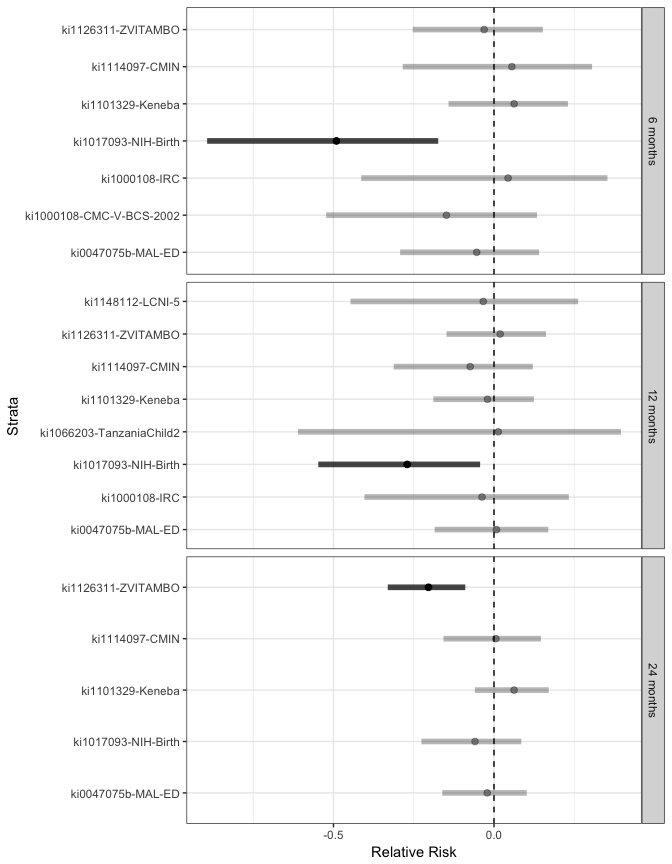 ki1126311-ZVITAMBO
ki1114097-CMIN
ki1101329-Keneba
ki1017093-NIH-Birth
ki1000108-IRC
ki1000108-CMC-V-BCS-2002
ki0047075b-MAL-ED
6 months
ki1148112-LCNI-5
ki1126311-ZVITAMBO
ki1114097-CMIN
ki1101329-Keneba
ki1066203-TanzaniaChild2
ki1017093-NIH-Birth
ki1000108-IRC
ki0047075b-MAL-ED
12 months
ki1126311-ZVITAMBO
ki1114097-CMIN
ki1101329-Keneba
ki1017093-NIH-Birth
ki0047075b-MAL-ED
24 months
Strata
-0.5 0.0
Relative Risk